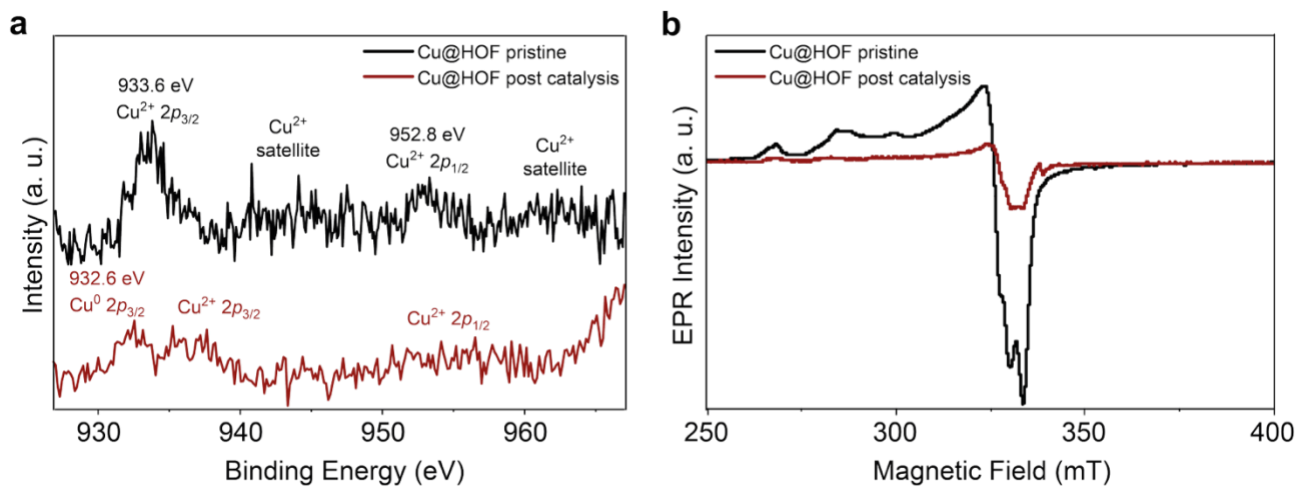 a
Cu@HOF pristine
Cu@HOF post catalysis
933.6 eV
Cu²⁺ 2p₃/₂
Cu²⁺
satellite
952.8 eV
Cu²⁺ 2p₁/₂
Cu²⁺
satellite
932.6 eV
Cu⁰ 2p₃/₂
Cu²⁺ 2p₃/₂
Cu²⁺ 2p₁/₂
Intensity (a. u.)
930
940
950
960
Binding Energy (eV)
b
Cu@HOF pristine
Cu@HOF post catalysis
EPR Intensity (a. u.)
250
300
350
400
Magnetic Field (mT)